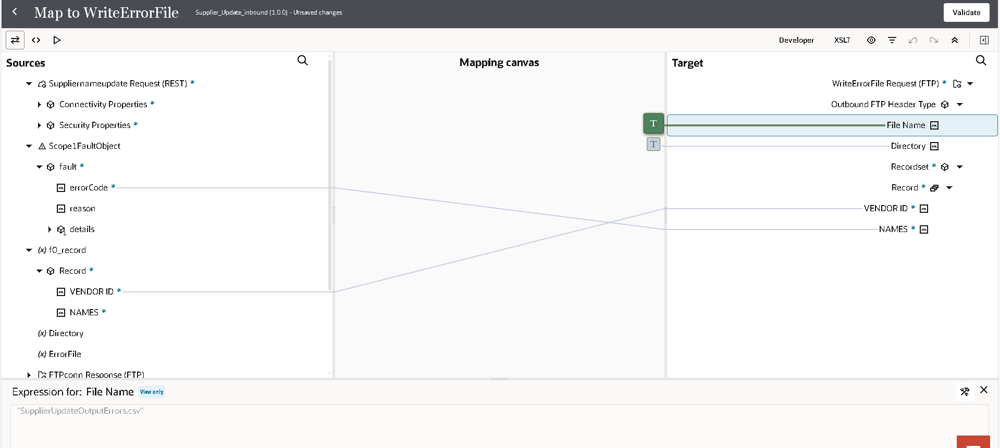 Map to WriteErrorFile
Supplier_Update_inbound (1.0.0) - Unsaved changes
Validate
Developer
XSLT
Sources
Mapping canvas
Target
Suppliernameupdate Request (REST) *
Connectivity Properties *
Security Properties *
Scope1FaultObject
fault *
errorCode *
reason
details
(x) f0_record
Record *
VENDOR ID *
NAMES *
(x) Directory
(x) ErrorFile
FTPconn Response (FTP)
WriteErrorFile Request (FTP) *
Outbound FTP Header Type
T
File Name
T
Directory
Recordset *
Record *
VENDOR ID *
NAMES *
Expression for: File Name
View only
"SupplierUpdateOutputErrors.csv"